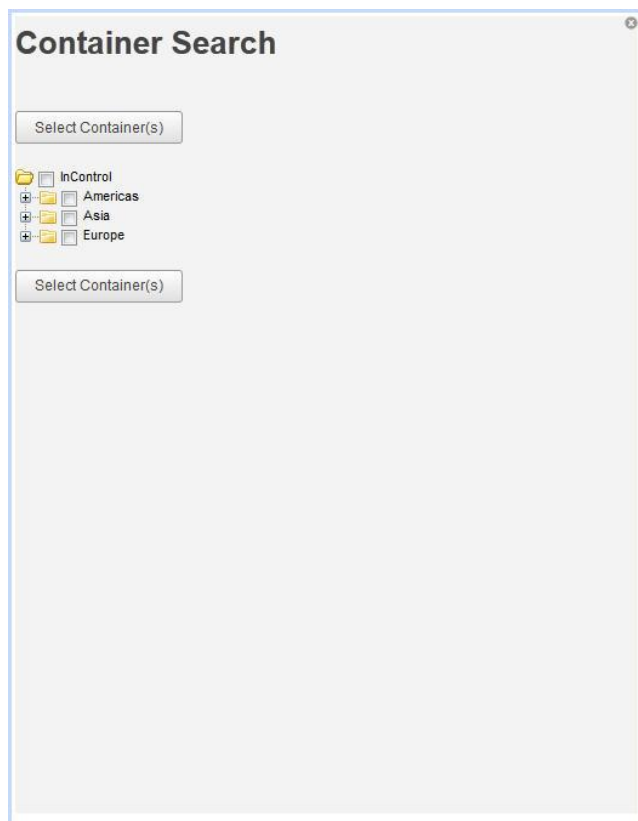 Container Search
Select Container(s)
InControl
Americas
Asia
Europe
Select Container(s)